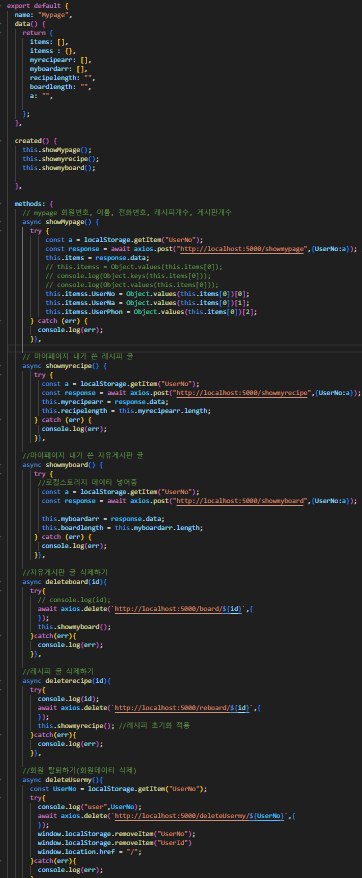 export default {
name: "Mypage",
data() {
return {
items: [],
itemss : {},
myrecipearr: [],
myboardarr: [],
recipelength: "",
boardlength: "",
a: "",
};
},
created() {
this.showMypage();
this.showmyrecipe();
this.showmyboard();
},
methods: {
// mypage 회원번호, 이름, 전화번호, 레시피개수, 게시판개수
async showMypage() {
try {
const a = localStorage.getItem("UserNo");
const response = await axios.post("http://localhost:5000/showmypage",{UserNo:a});
this.items = response.data;
// this.itemss = Object.values(this.items[0]);
// console.log(Object.keys(this.items[0]));
// console.log(Object.values(this.items[0]));
this.itemss.UserNo = Object.values(this.items[0])[0];
this.itemss.UserNa = Object.values(this.items[0])[1];
this.itemss.UserPhon = Object.values(this.items[0])[2];
} catch (err) {
console.log(err);
}},
// 마이페이지 내가 쓴 레시피 글
async showmyrecipe() {
try {
const a = localStorage.getItem("UserNo");
const response = await axios.post("http://localhost:5000/showmyrecipe",{UserNo:a});
this.myrecipearr = response.data;
this.recipelength = this.myrecipearr.length;
} catch (err) {
console.log(err);
}},
//마이페이지 내가 쓴 자유게시판 글
async showmyboard() {
try {
//로컬스토리지 데이터 넣어줌
const a = localStorage.getItem("UserNo");
const response = await axios.post("http://localhost:5000/showmyboard",{UserNo:a});
this.myboardarr = response.data;
this.boardlength = this.myboardarr.length;
} catch (err) {
console.log(err);
}},
//자유게시판 글 삭제하기
async deleteboard(id){
try{
// console.log(id);
await axios.delete(`http://localhost:5000/board/${id}`,{
});
this.showmyboard();
}catch(err){
console.log(err);
}},
//레시피 글 삭제하기
async deleterecipe(id){
try{
console.log(id);
await axios.delete(`http://localhost:5000/reboard/${id}`,{
});
this.showmyrecipe(); //레시피 초기화 적용
}catch(err){
console.log(err);
}},
//회원 탈퇴하기(회원데이터 삭제)
async deleteUsermy(){
const UserNo = localStorage.getItem("UserNo");
try{
console.log("user",UserNo);
await axios.delete(`http://localhost:5000/deleteUsermy/${UserNo}`,{
});
window.localStorage.removeItem("UserNo");
window.localStorage.removeItem("UserId")
window.location.href = "/";
}catch(err){
console.log(err);